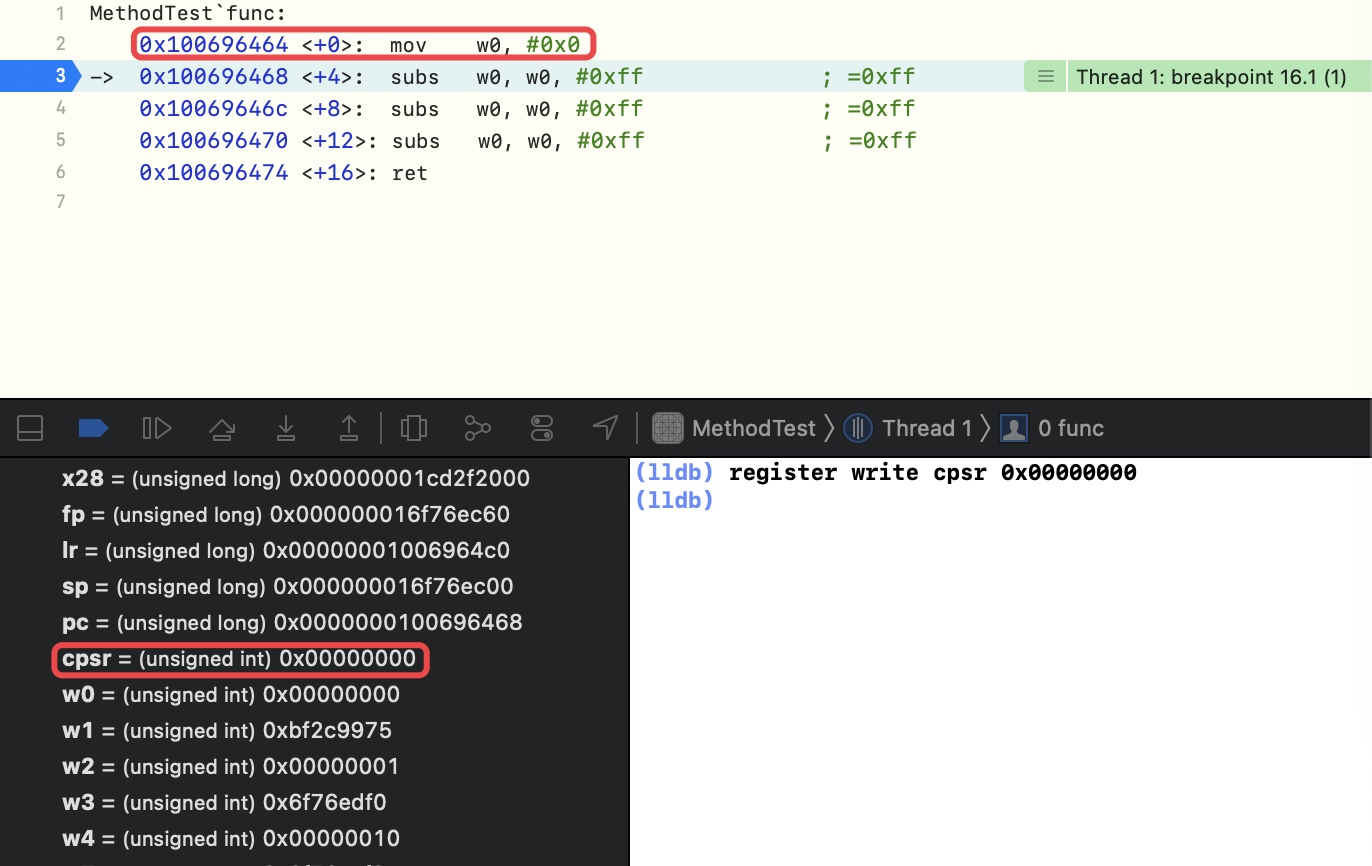 1 MethodTest`func:
2 0x100696464 <+0>: mov w0, #0x0
3 -> 0x100696468 <+4>: subs w0, w0, #0xff ; =0xff Thread 1: breakpoint 16.1 (1)
4 0x10069646c <+8>: subs w0, w0, #0xff ; =0xff
5 0x100696470 <+12>: subs w0, w0, #0xff ; =0xff
6 0x100696474 <+16>: ret
7
MethodTest 〉 Thread 1 〉 0 func
x28 = (unsigned long) 0x00000001cd2f2000
fp = (unsigned long) 0x000000016f76ec60
lr = (unsigned long) 0x00000001006964c0
sp = (unsigned long) 0x000000016f76ec00
pc = (unsigned long) 0x0000000100696468
cpsr = (unsigned int) 0x00000000
w0 = (unsigned int) 0x00000000
w1 = (unsigned int) 0xbf2c9975
w2 = (unsigned int) 0x00000001
w3 = (unsigned int) 0x6f76edf0
w4 = (unsigned int) 0x00000010
(lldb) register write cpsr 0x00000000
(lldb)